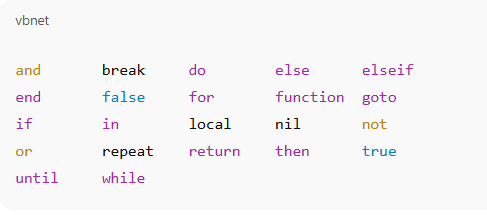 vbnet
and break do else elseif
end false for function goto
if in local nil not
or repeat return then true
until while